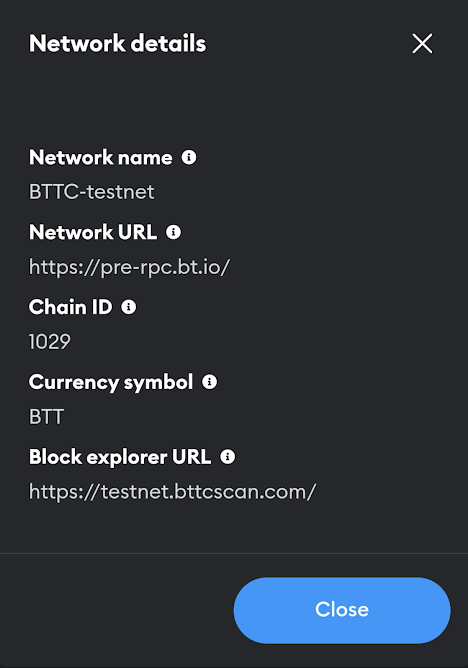 Network details
Network name
BTTC-testnet
Network URL
https://pre-rpc.bt.io/
Chain ID
1029
Currency symbol
BTT
Block explorer URL
https://testnet.bttcscan.com/
Close